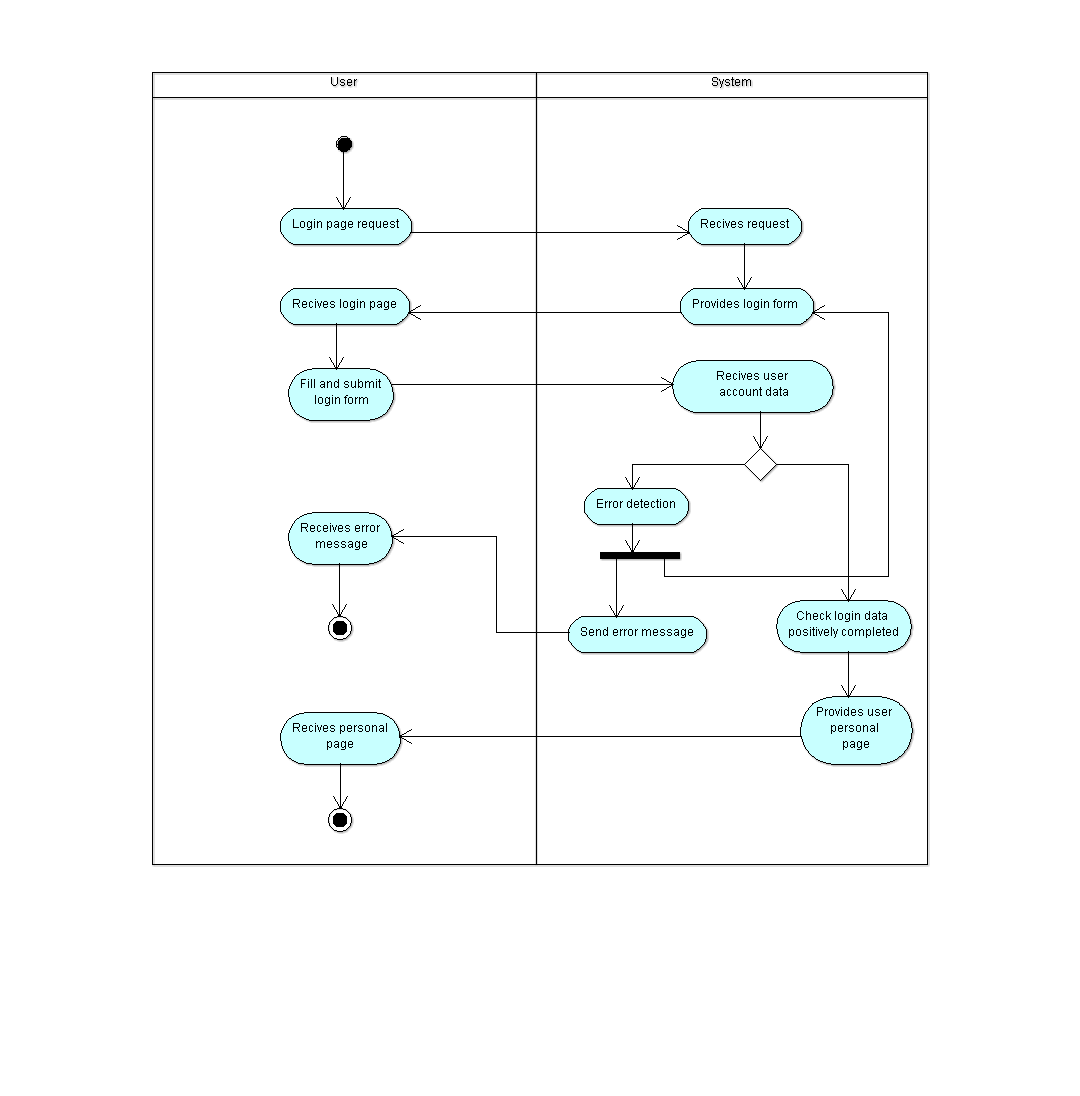 User
System
Login page request
Recives request
Recives login page
Provides login form
Fill and submit
login form
Recives user
account data
Error detection
Receives error
message
Send error message
Check login data
positively completed
Recives personal
page
Provides user
personal
page